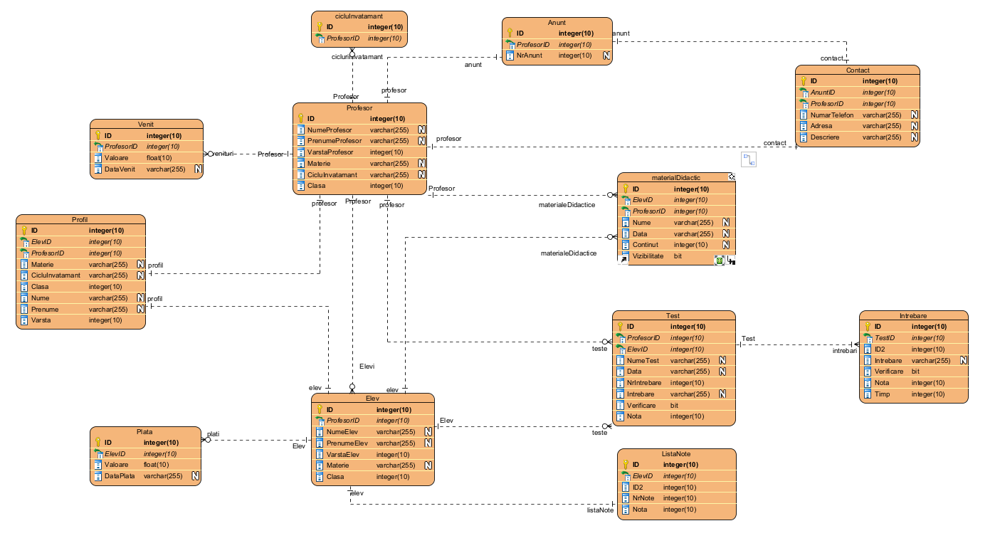 cicluInvatamant
ID integer(10)
ProfesorID integer(10)
cicluriInvatamant
Profesor
Anunt
ID integer(10)
ProfesorID integer(10)
NrAnunt integer(10) N
anunt
anunt
profesor
contact
Contact
ID integer(10)
AnuntID integer(10)
ProfesorID integer(10)
NumarTelefon varchar(255) N
Adresa varchar(255) N
Descriere varchar(255) N
Profesor
ID integer(10)
NumeProfesor varchar(255) N
PrenumeProfesor varchar(255) N
VarstaProfesor integer(10)
Materie varchar(255) N
CicluInvatamant varchar(255) N
Clasa integer(10)
profesor
contact
Venit
ID integer(10)
ProfesorID integer(10)
Valoare float(10)
DataVenit varchar(255) N
venituri
Profesor
Profesor
materialeDidactice
profesor
Profesor
profesor
materialDidactic
ID integer(10)
ElevID integer(10)
ProfesorID integer(10)
Nume varchar(255) N
Data varchar(255) N
Continut integer(10) N
Vizibilitate bit
materialeDidactice
Profil
ID integer(10)
ElevID integer(10)
ProfesorID integer(10)
Materie varchar(255) N
CicluInvatamant varchar(255) N
Clasa integer(10)
Nume varchar(255) N
Prenume varchar(255) N
Varsta integer(10)
profil
profil
Test
ID integer(10)
ProfesorID integer(10)
ElevID integer(10)
NumeTest varchar(255) N
Data varchar(255) N
NrIntrebare integer(10)
Intrebare varchar(255) N
Verificare bit
Nota integer(10)
teste
Test
intrebari
Intrebare
ID integer(10)
TestID integer(10)
ID2 integer(10)
Intrebare varchar(255) N
Verificare bit
Nota integer(10)
Timp integer(10)
Elevi
elev
elev
Elev
ID integer(10)
ProfesorID integer(10)
NumeElev varchar(255) N
PrenumeElev varchar(255) N
VarstaElev integer(10)
Materie varchar(255) N
Clasa integer(10)
Elev
teste
Plata
ID integer(10)
ElevID integer(10)
Valoare float(10)
DataPlata varchar(255) N
plati
Elev
elev
listaNote
ListaNote
ID integer(10)
ElevID integer(10)
ID2 integer(10)
NrNote integer(10)
Nota integer(10)